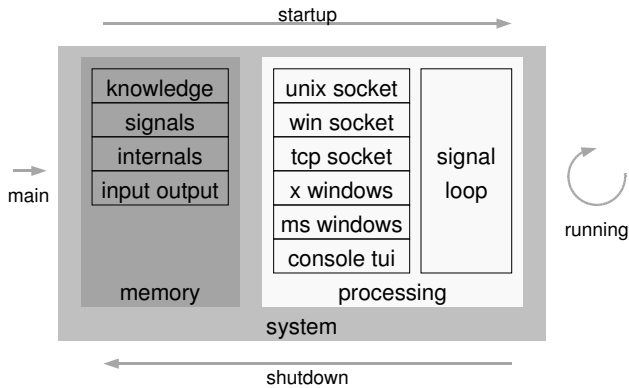 startup
knowledge
signals
internals
input output
memory
unix socket
win socket
tcp socket
x windows
ms windows
console tui
signal
loop
processing
system
main
running
shutdown